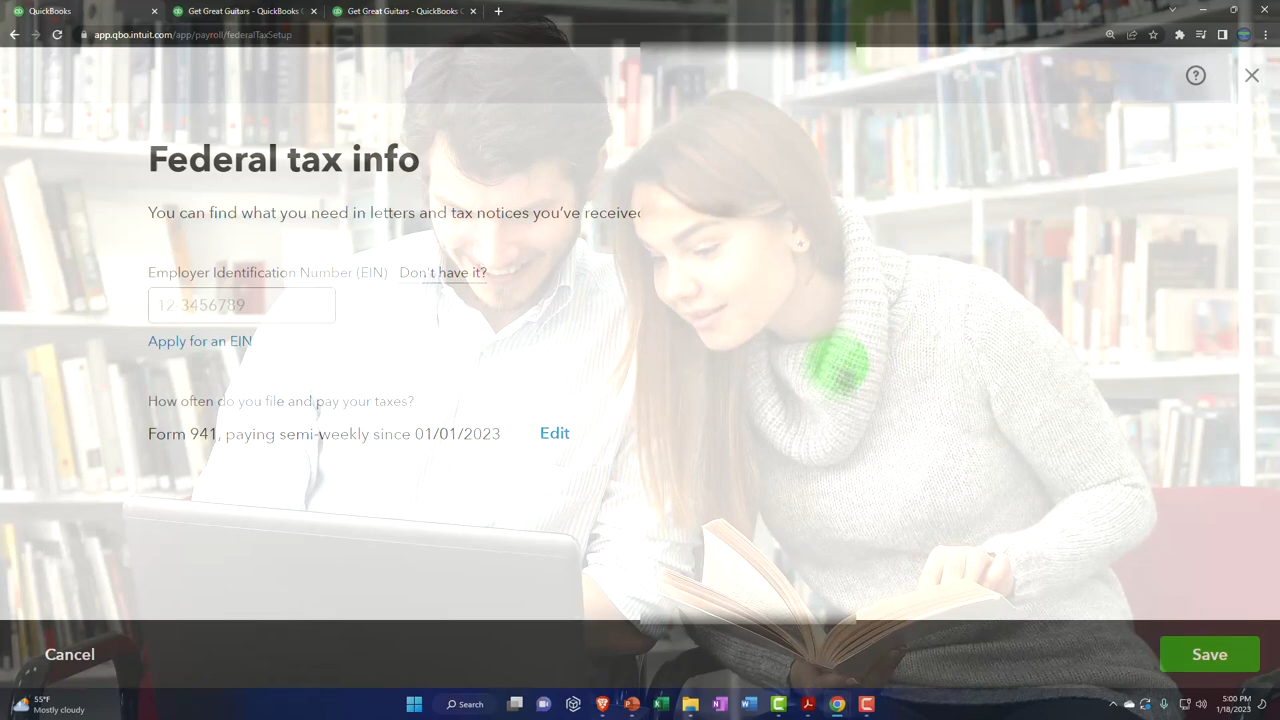 QuickBooks
Get Great Guitars - QuickBooks C
Get Great Guitars - QuickBooks C
app.qbo.intuit.com/app/payroll/federalTaxSetup
Federal tax info
You can find what you need in letters and tax notices you've received
Employer Identification Number (EIN) Don't have it?
12-3456789
Apply for an EIN
How often do you file and pay your taxes?
Form 941, paying semi-weekly since 01/01/2023 Edit
Cancel
Save
55°F
Mostly cloudy
Search
5:00 PM
1/18/2023